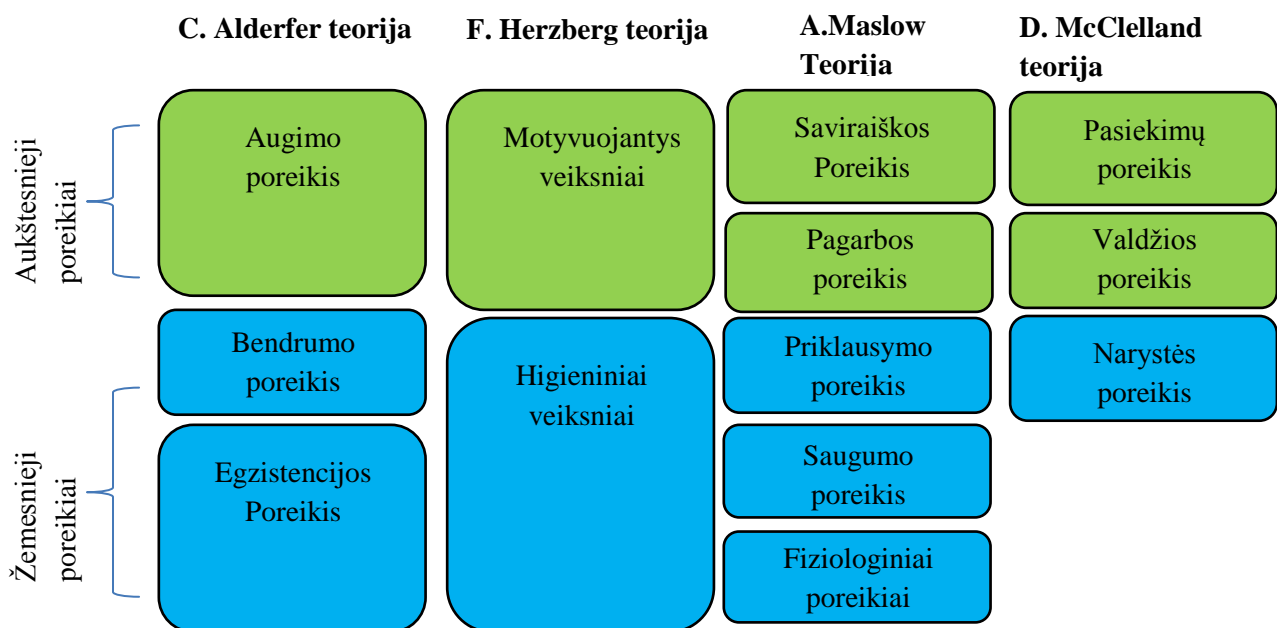 C. Alderfer teorija
F. Herzberg teorija
A.Maslow
Teorija
D. McClelland
teorija
Aukštesnieji
poreikiai
Augimo
poreikis
Motyvuojantys
veiksniai
Saviraiškos
Poreikis
Pasiekimų
poreikis
Pagarbos
poreikis
Valdžios
poreikis
Žemesnieji
poreikiai
Bendrumo
poreikis
Higieniniai
veiksniai
Priklausymo
poreikis
Narystės
poreikis
Egzistencijos
Poreikis
Saugumo
poreikis
Fiziologiniai
poreikiai